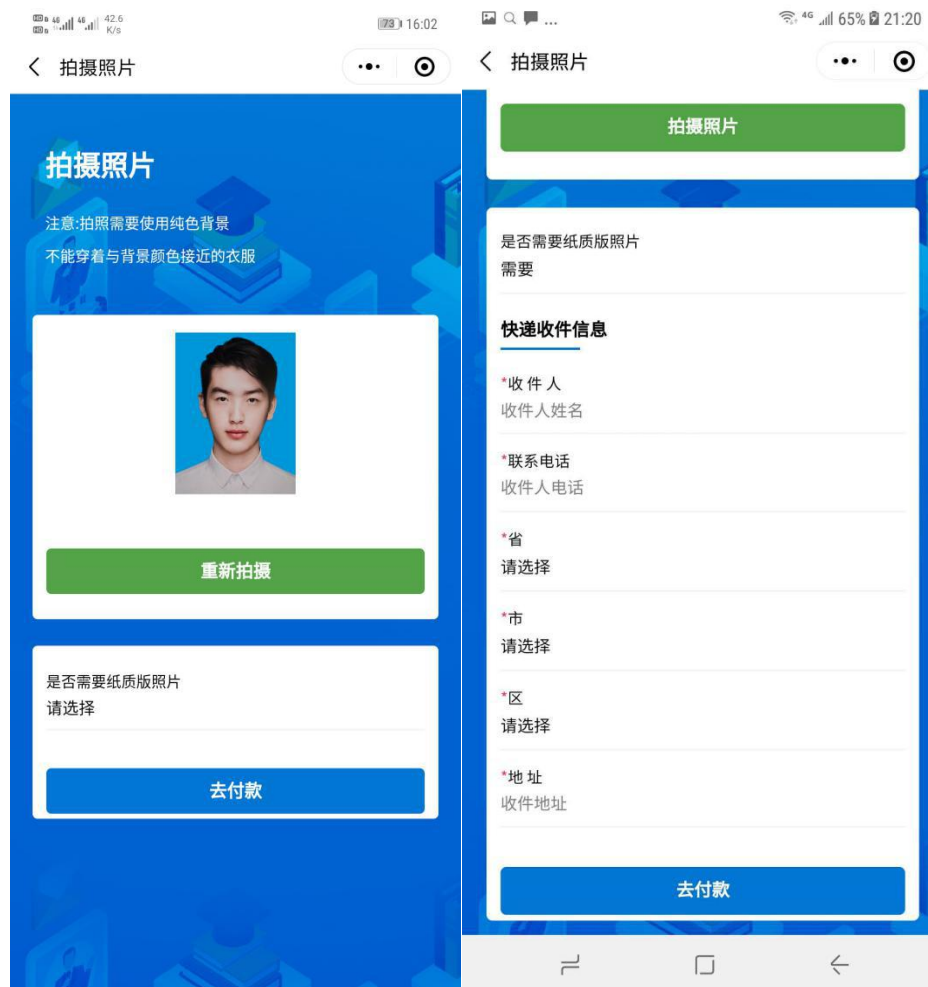 46 46 42.6
K/s
73 16:02
拍摄照片
拍摄照片
注意:拍照需要使用纯色背景
不能穿着与背景颜色接近的衣服
重新拍摄
是否需要纸质版照片
请选择
去付款
... 4G 65% 21:20
拍摄照片
拍摄照片
是否需要纸质版照片
需要
快递收件信息
*收 件 人
收件人姓名
*联系电话
收件人电话
*省
请选择
*市
请选择
*区
请选择
*地 址
收件地址
去付款